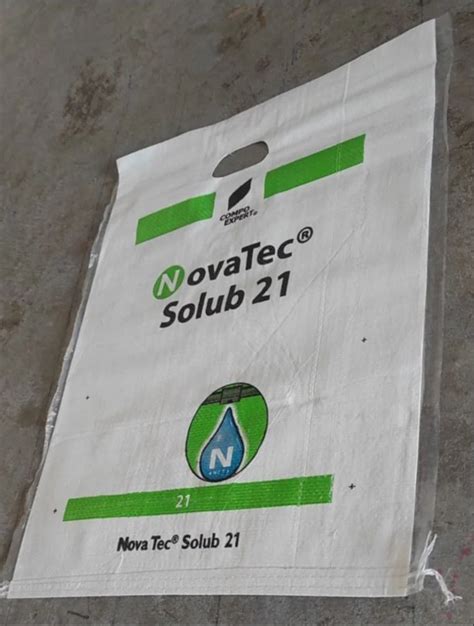 COMPO
EXPERT®
NovaTec®
Solub 21
N
21
Nova Tec® Solub 21